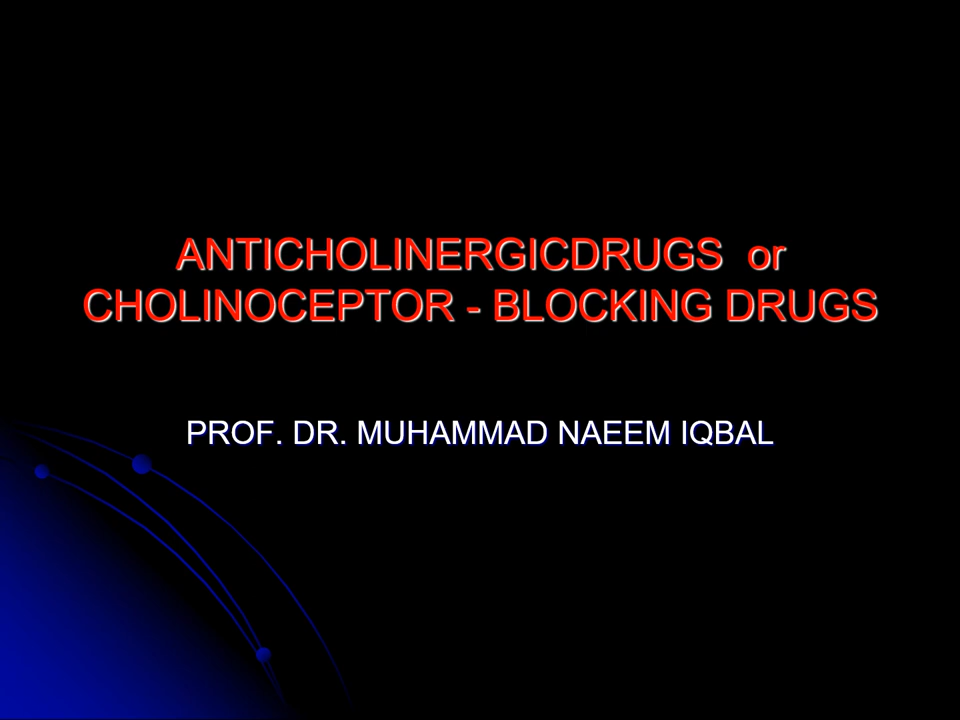 ANTICHOLINERGICDRUGS or
CHOLINOCEPTOR - BLOCKING DRUGS
PROF. DR. MUHAMMAD NAEEM IQBAL